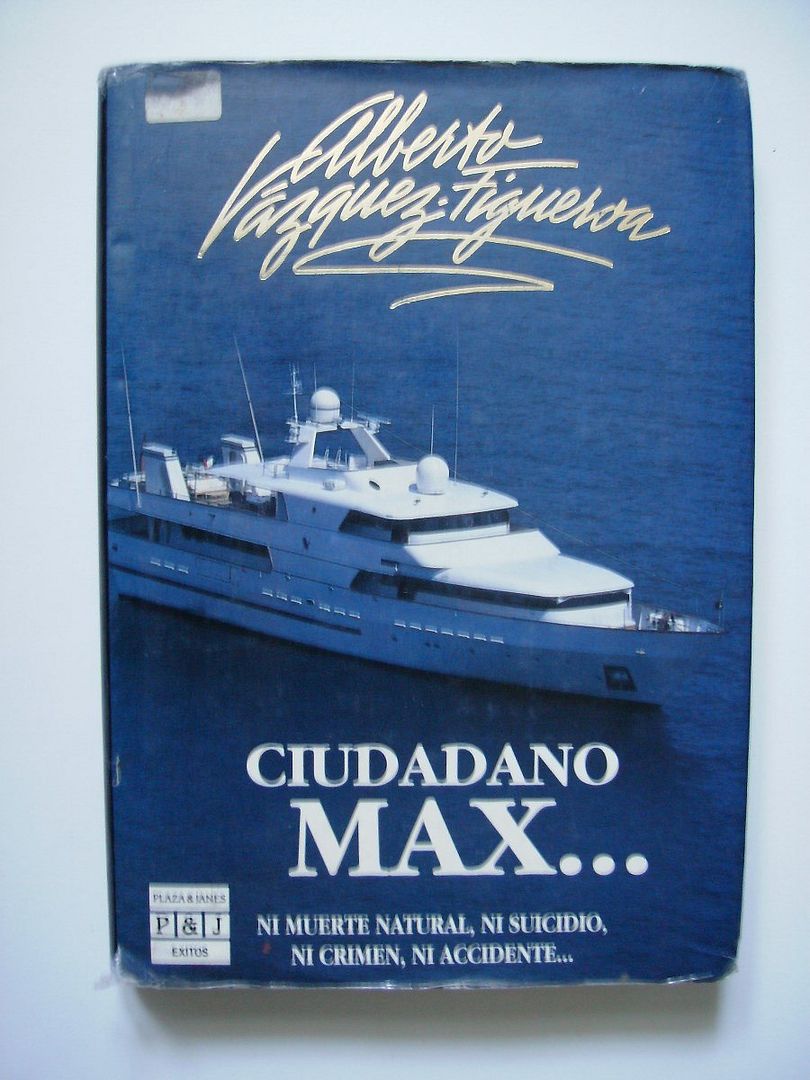 Alberto
Vázquez-Figueroa
CIUDADANO
MAX...
PLAZA & JANES
P & J
EXITOS
NI MUERTE NATURAL, NI SUICIDIO,
NI CRIMEN, NI ACCIDENTE...